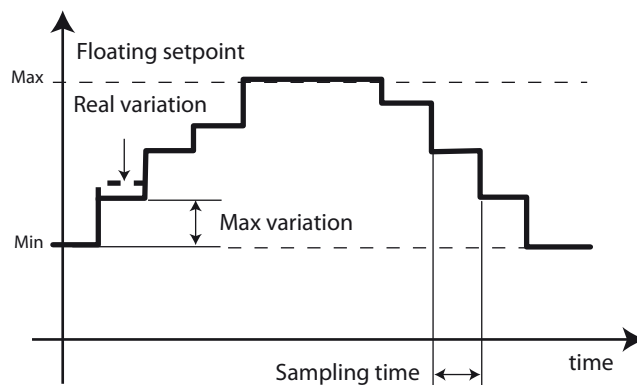 Floating setpoint
Max
Real variation
Max variation
Min
time
Sampling time